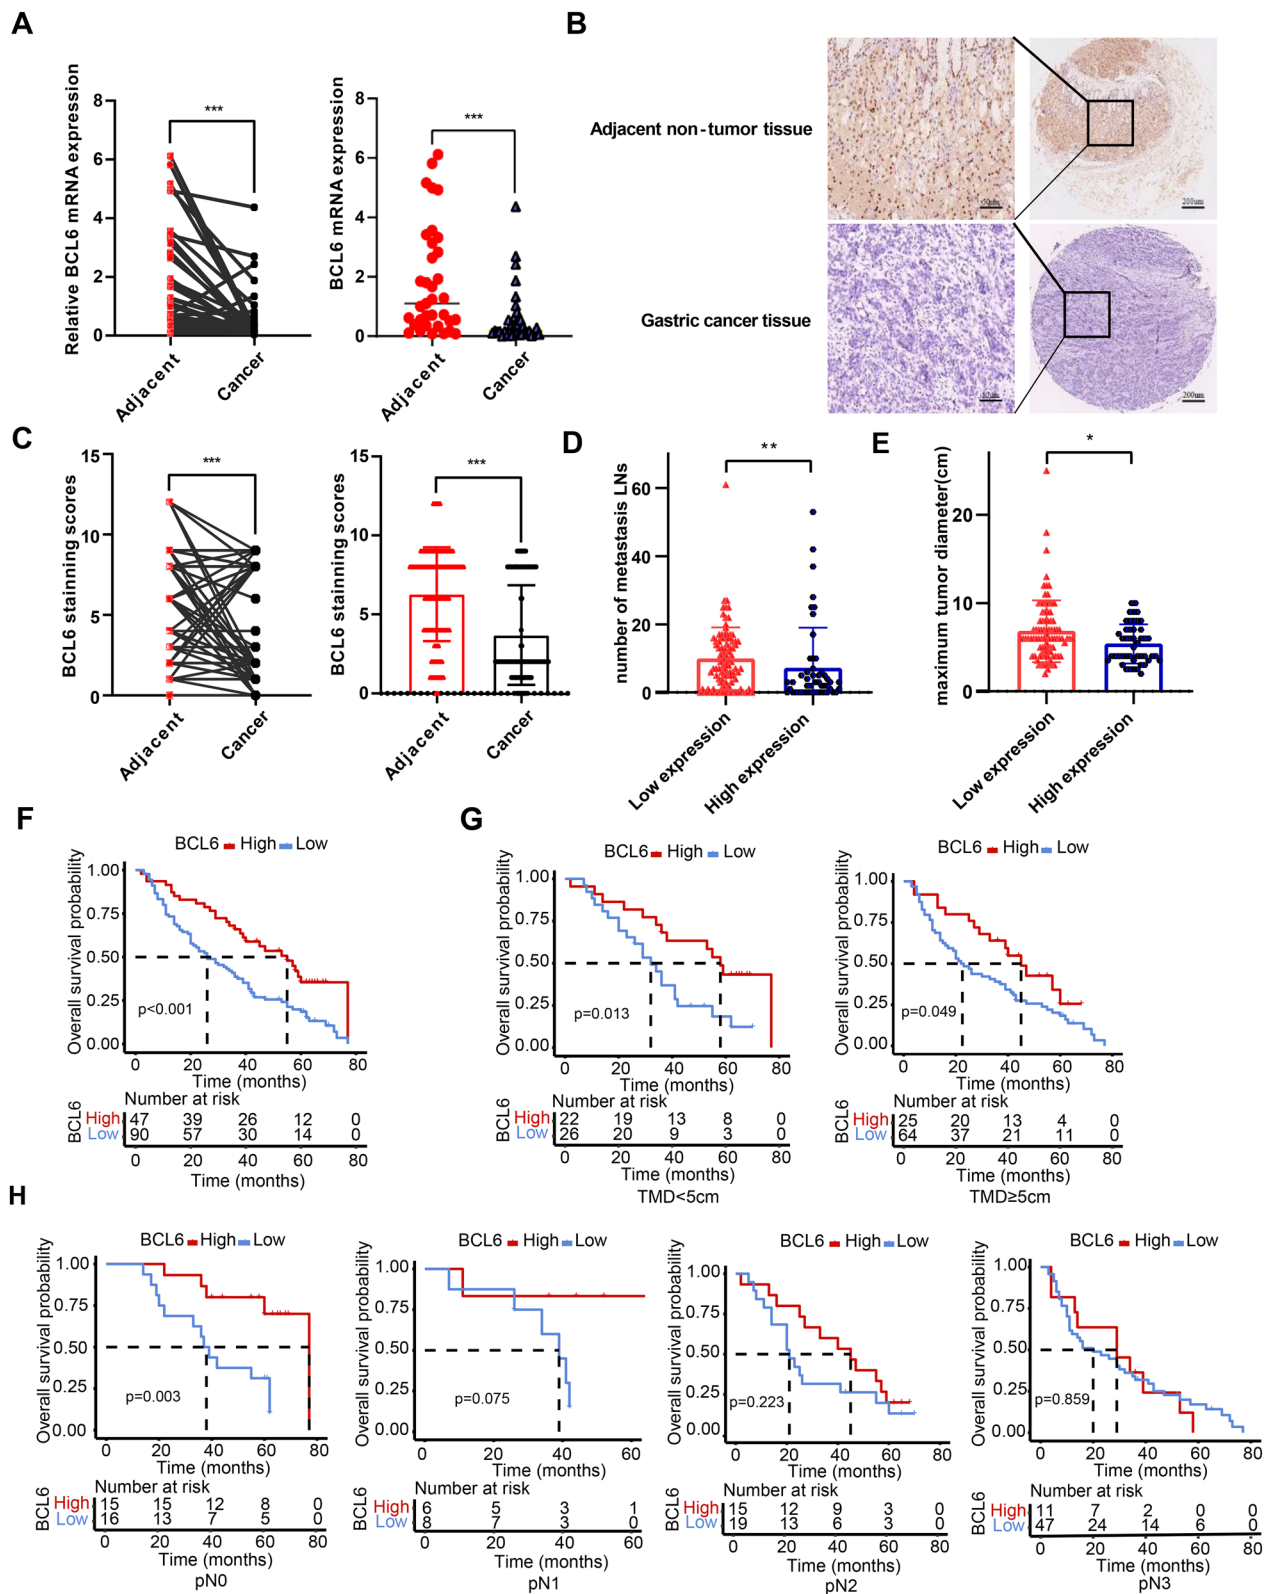 A
Relative BCL6 mRNA expression
8
6
4
2
0
***
Adjacent
Cancer
BCL6 mRNA expression
8
6
4
2
0
***
Adjacent
Cancer
B
Adjacent non-tumor tissue
50um
200um
Gastric cancer tissue
50um
200um
C
BCL6 stainning scores
15
10
5
0
***
Adjacent
Cancer
BCL6 stainning scores
15
10
5
0
***
Adjacent
Cancer
D
number of metastasis LNs
60
40
20
0
**
Low expression
High expression
E
maximum tumor diameter(cm)
20
10
0
*
Low expression
High expression
F
BCL6 High Low
Overall survival probability
1.00
0.75
0.50
0.25
0.00
p<0.001
0 20 40 60 80
Time (months)
Number at risk
BCL6
High 47 39 26 12 0
Low 90 57 30 14 0
0 20 40 60 80
Time (months)
G
BCL6 High Low
Overall survival probability
1.00
0.75
0.50
0.25
0.00
p=0.013
0 20 40 60 80
Time (months)
Number at risk
BCL6
High 22 19 13 8 0
Low 26 20 9 3 0
0 20 40 60 80
Time (months)
TMD<5cm
BCL6 High Low
Overall survival probability
1.00
0.75
0.50
0.25
0.00
p=0.049
0 20 40 60 80
Time (months)
Number at risk
BCL6
High 25 20 13 4 0
Low 64 37 21 11 0
0 20 40 60 80
Time (months)
TMD≥5cm
H
BCL6 High Low
Overall survival probability
1.00
0.75
0.50
0.25
0.00
p=0.003
0 20 40 60 80
Time (months)
Number at risk
BCL6
High 15 15 12 8 0
Low 16 13 7 5 0
0 20 40 60 80
Time (months)
pN0
BCL6 High Low
Overall survival probability
1.00
0.75
0.50
0.25
0.00
p=0.075
0 20 40 60
Time (months)
Number at risk
BCL6
High 6 5 3 1
Low 8 7 3 0
0 20 40 60
Time (months)
pN1
BCL6 High Low
Overall survival probability
1.00
0.75
0.50
0.25
0.00
p=0.223
0 20 40 60 80
Time (months)
Number at risk
BCL6
High 15 12 9 3 0
Low 19 13 6 3 0
0 20 40 60 80
Time (months)
pN2
BCL6 High Low
Overall survival probability
1.00
0.75
0.50
0.25
0.00
p=0.859
0 20 40 60 80
Time (months)
Number at risk
BCL6
High 11 7 2 0 0
Low 47 24 14 6 0
0 20 40 60 80
Time (months)
pN3